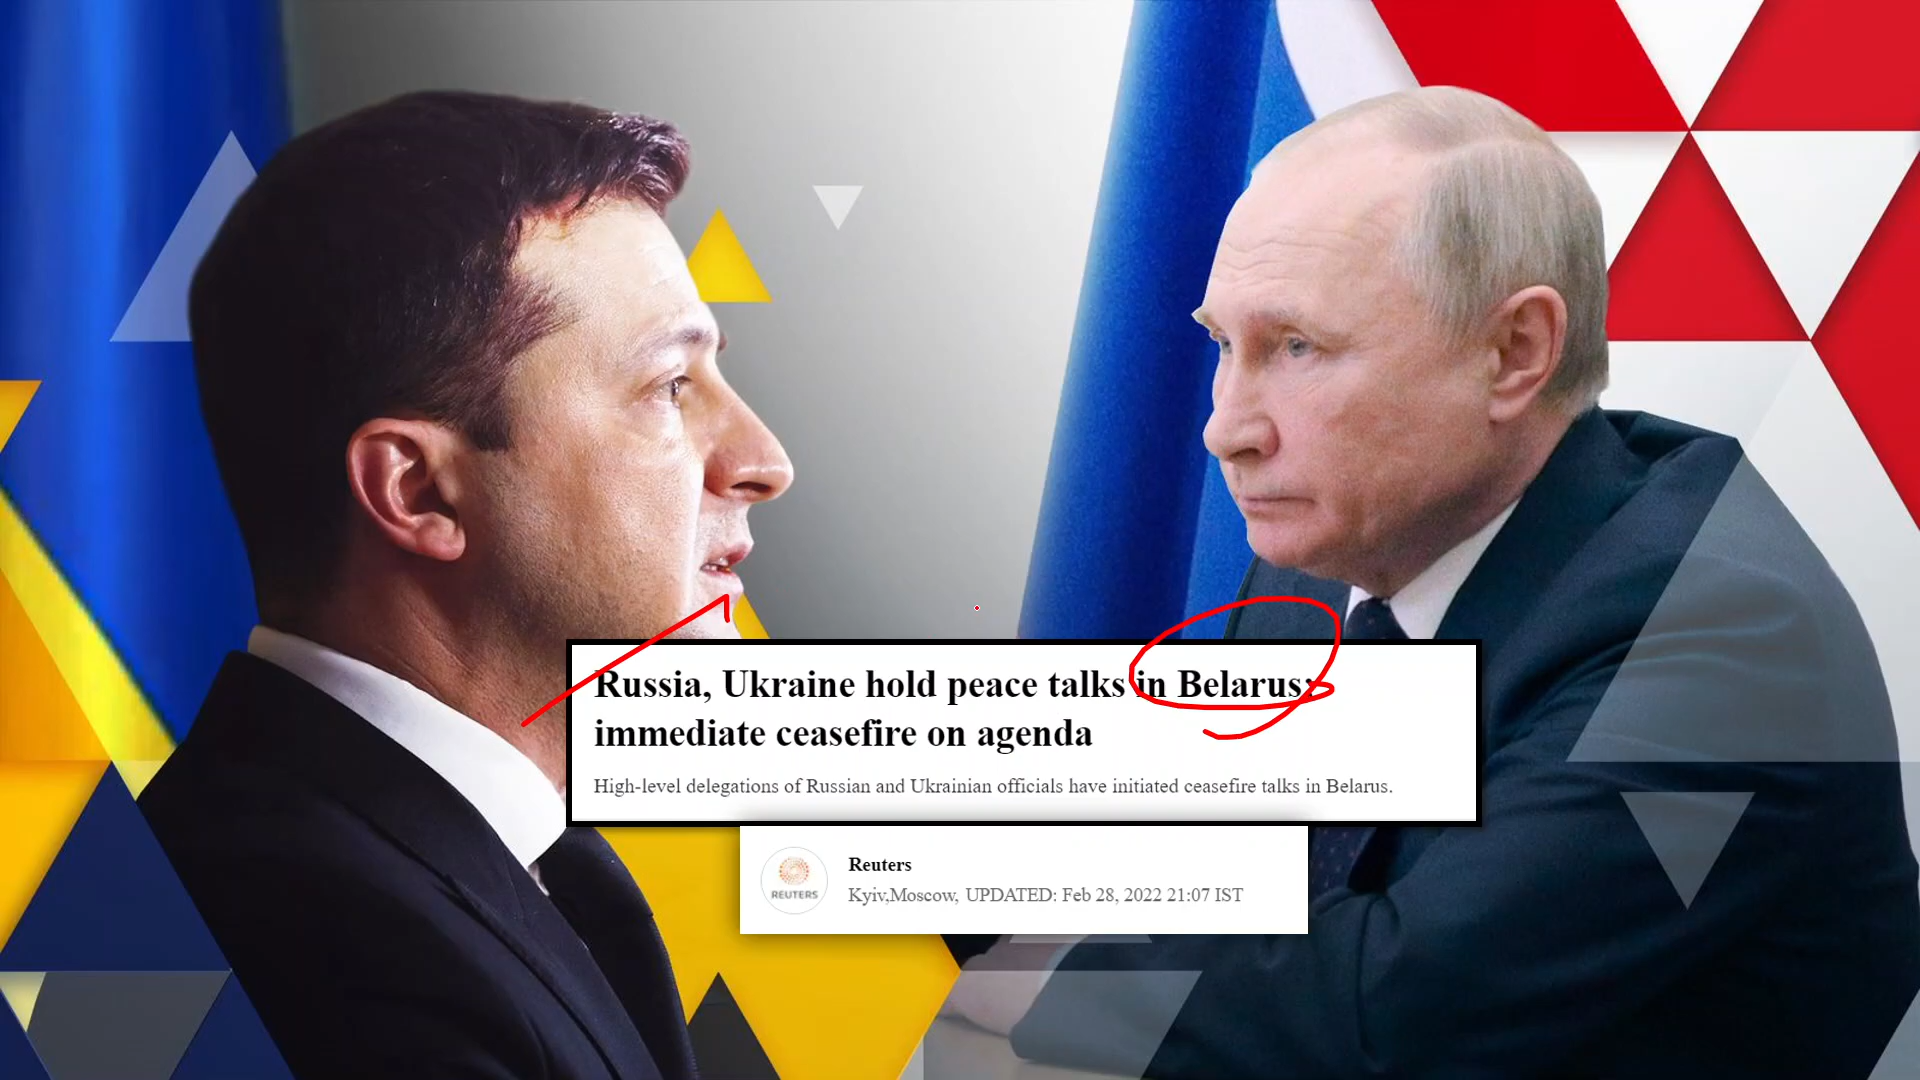 Russia, Ukraine hold peace talks in Belarus;
immediate ceasefire on agenda
High-level delegations of Russian and Ukrainian officials have initiated ceasefire talks in Belarus.
REUTERS
Reuters
Kyiv,Moscow, UPDATED: Feb 28, 2022 21:07 IST